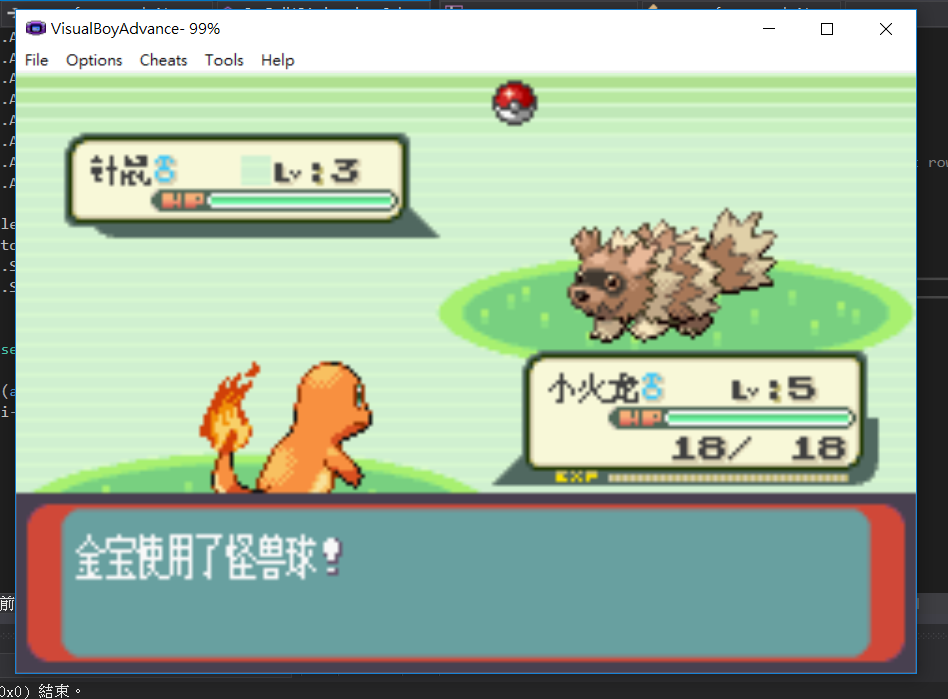 VisualBoyAdvance- 99%
File Options Cheats Tools Help
针鼠♂ Lv:3
HP
小火龙♂ Lv:5
HP
18/ 18
EXP
金宝使用了怪兽球!
0x0) 結束。